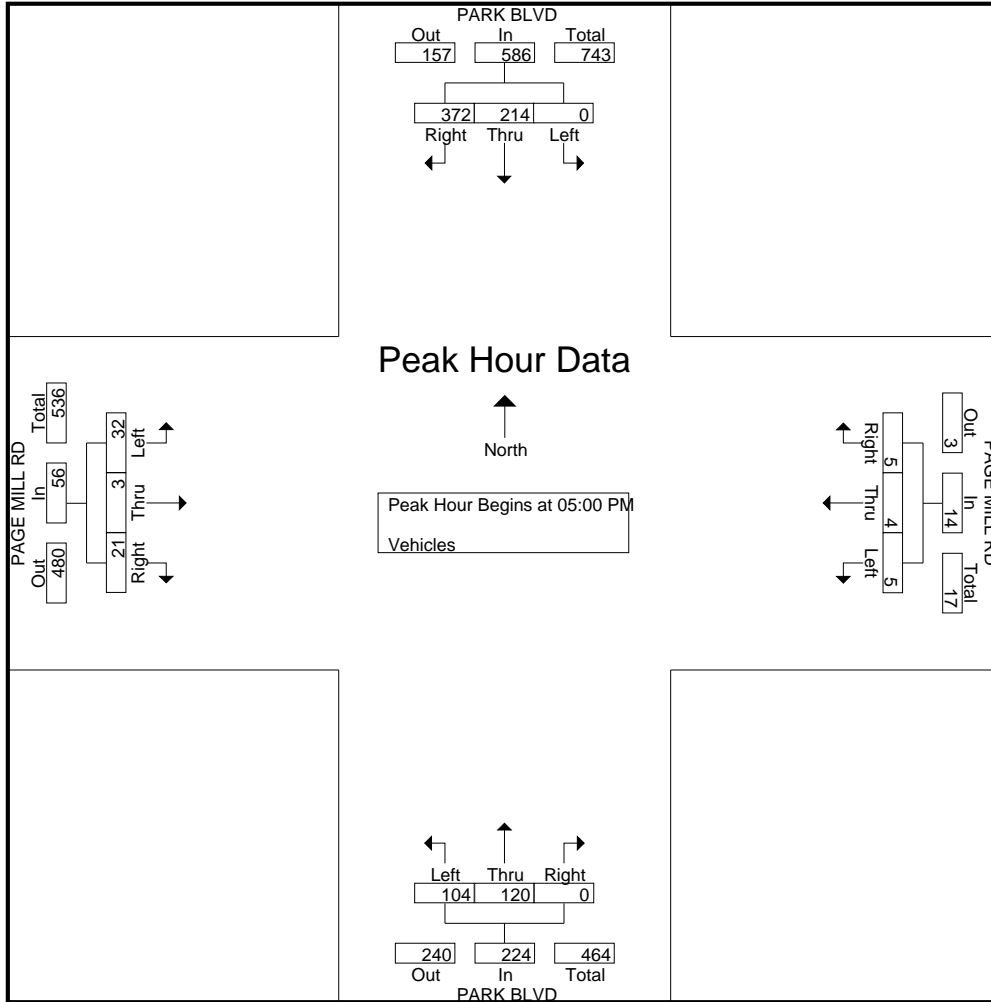 PARK BLVD
Out In Total
157 586 743
372 214 0
Right Thru Left
Peak Hour Data
North
Peak Hour Begins at 05:00 PM
Vehicles
PAGE MILL RD
Out In Total
480 56 536
21 3 32
Right Thru Left
PAGE MILL RD
Out In Total
3 14 17
5 4 5
Right Thru Left
Left Thru Right
104 120 0
240 224 464
Out In Total
PARK BLVD